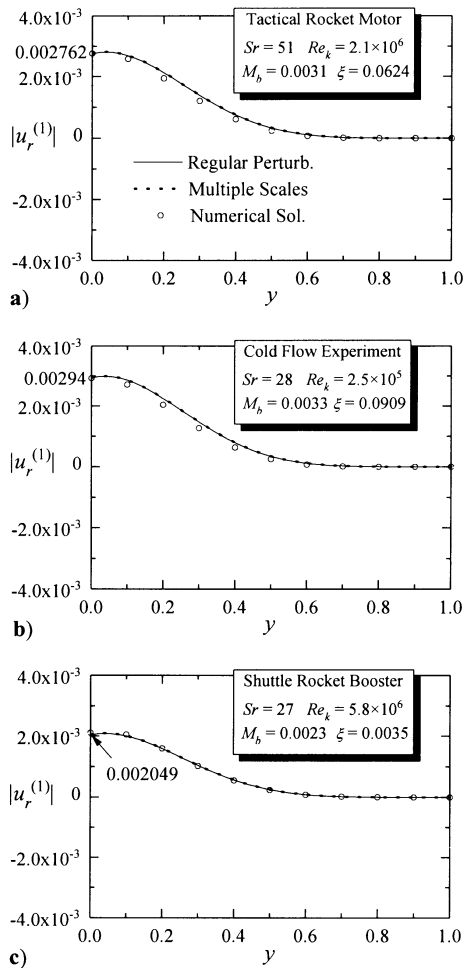 Tactical Rocket Motor
Sr = 51 Re_k = 2.1×10⁶
M_b = 0.0031 ξ = 0.0624
4.0x10⁻³
0.002762
2.0x10⁻³
|u_r⁽¹⁾| 0
-2.0x10⁻³
-4.0x10⁻³
Regular Perturb.
Multiple Scales
Numerical Sol.
0.0 0.2 0.4 0.6 0.8 1.0
a) y
Cold Flow Experiment
Sr = 28 Re_k = 2.5×10⁵
M_b = 0.0033 ξ = 0.0909
4.0x10⁻³
0.00294
2.0x10⁻³
|u_r⁽¹⁾| 0
-2.0x10⁻³
-4.0x10⁻³
0.0 0.2 0.4 0.6 0.8 1.0
b) y
Shuttle Rocket Booster
Sr = 27 Re_k = 5.8×10⁶
M_b = 0.0023 ξ = 0.0035
4.0x10⁻³
2.0x10⁻³
0.002049
|u_r⁽¹⁾| 0
-2.0x10⁻³
-4.0x10⁻³
0.0 0.2 0.4 0.6 0.8 1.0
c) y